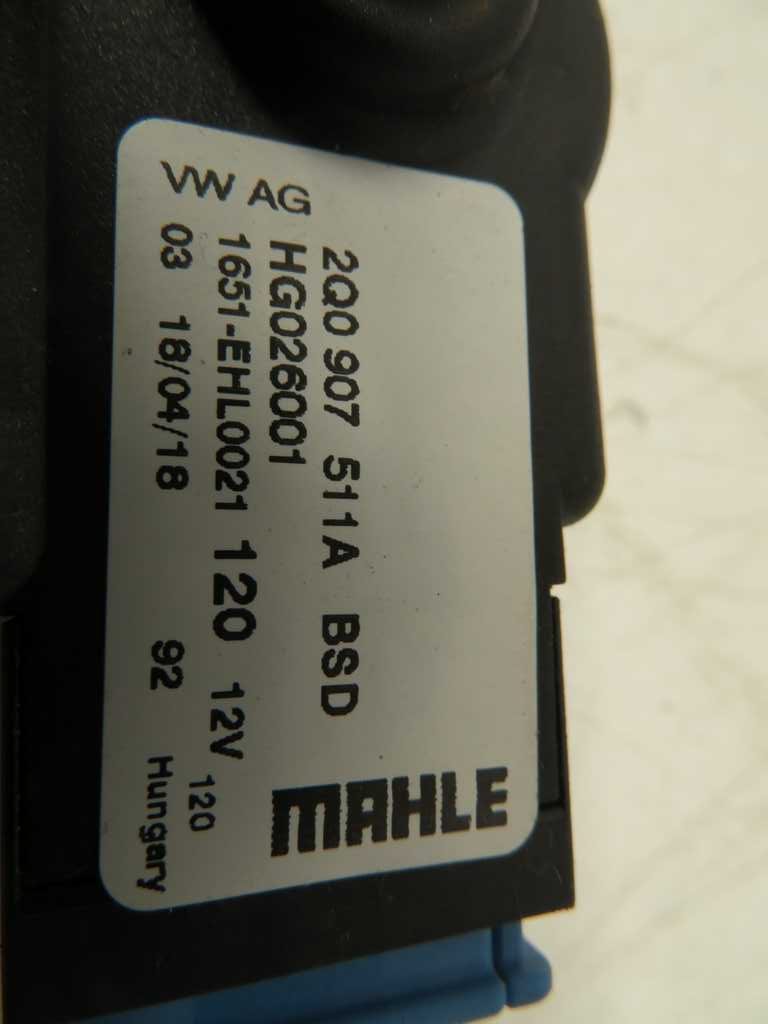 VW AG
2Q0 907 511A BSD
HG026001
1651-EHL0021 120 12V
03 18/04/18 92
120
Hungary
MAHLE